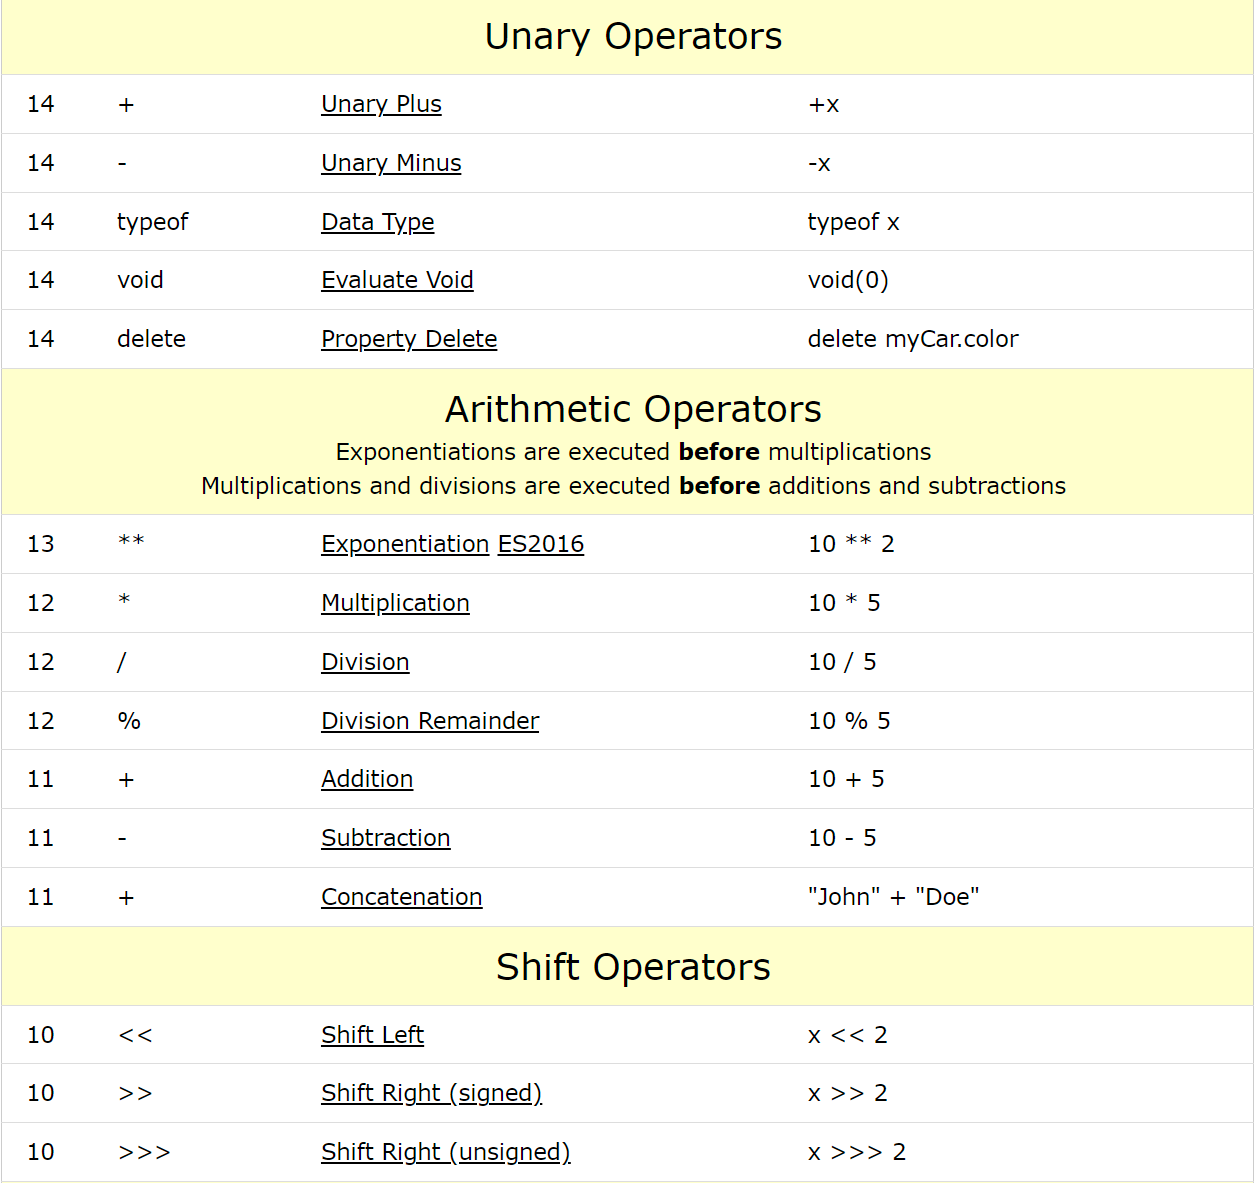 Unary Operators
14 + Unary Plus +x
14 - Unary Minus -x
14 typeof Data Type typeof x
14 void Evaluate Void void(0)
14 delete Property Delete delete myCar.color
Arithmetic Operators
Exponentiations are executed before multiplications
Multiplications and divisions are executed before additions and subtractions
13 ** Exponentiation ES2016 10 ** 2
12 * Multiplication 10 * 5
12 / Division 10 / 5
12 % Division Remainder 10 % 5
11 + Addition 10 + 5
11 - Subtraction 10 - 5
11 + Concatenation "John" + "Doe"
Shift Operators
10 << Shift Left x << 2
10 >> Shift Right (signed) x >> 2
10 >>> Shift Right (unsigned) x >>> 2